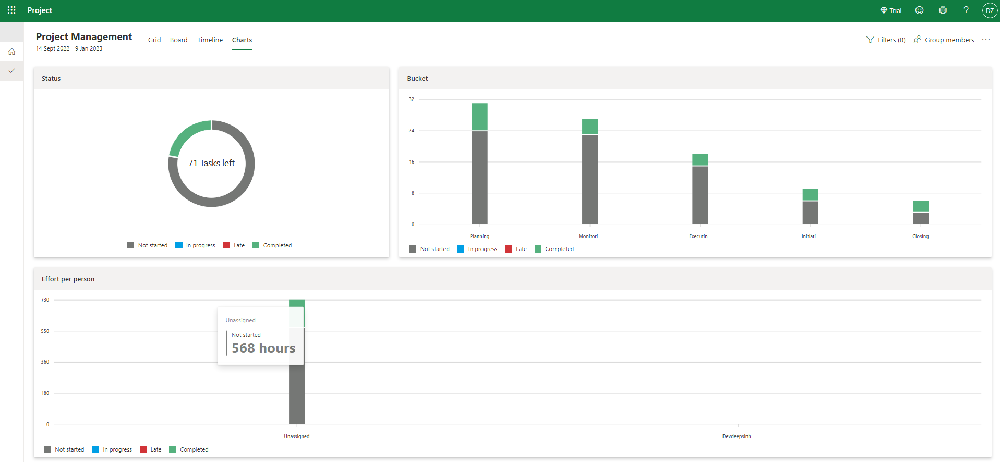 Project
Trial
?
DZ
Project Management
14 Sept 2022 - 9 Jan 2023
Grid
Board
Timeline
Charts
Filters (0)
Group members
...
Status
71 Tasks left
Not started
In progress
Late
Completed
Bucket
32
24
16
8
0
Planning
Monitori...
Executin...
Initiati...
Closing
Not started
In progress
Late
Completed
Effort per person
730
550
360
180
0
Unassigned
Not started
568 hours
Unassigned
Devdeepsinh...
Not started
In progress
Late
Completed